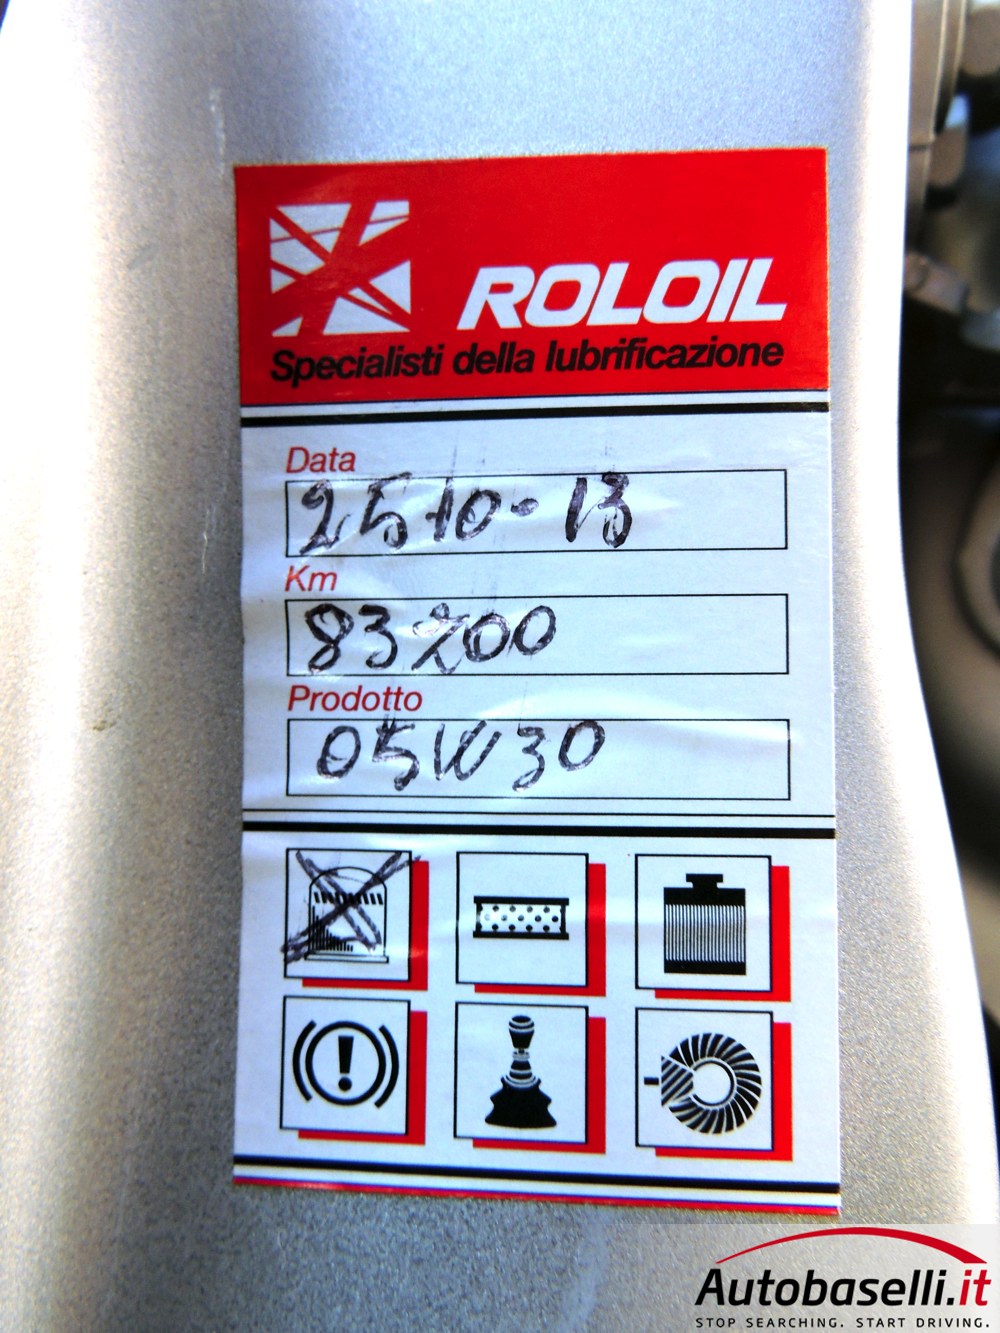 ROLOIL
Specialisti della lubrificazione
Data
25-10-13
Km
83200
Prodotto
05W30
Autobaselli.it
STOP SEARCHING. START DRIVING.